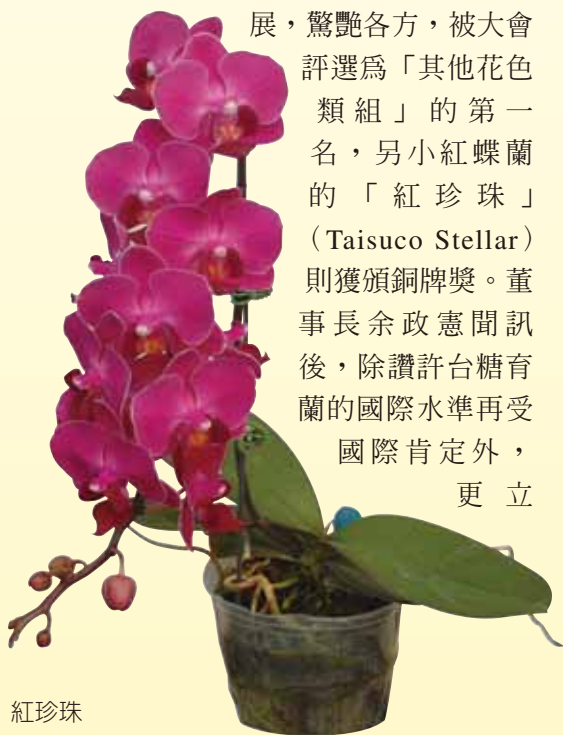 展，驚艷各方，被大會
評選為「其他花色
類組」的第一
名，另小紅蝶蘭
的「紅珍珠」
（Taisuco Stellar）
則獲頒銅牌獎。董
事長余政憲聞訊
後，除讚許台糖育
蘭的國際水準再受
國際肯定外，
更立
紅珍珠